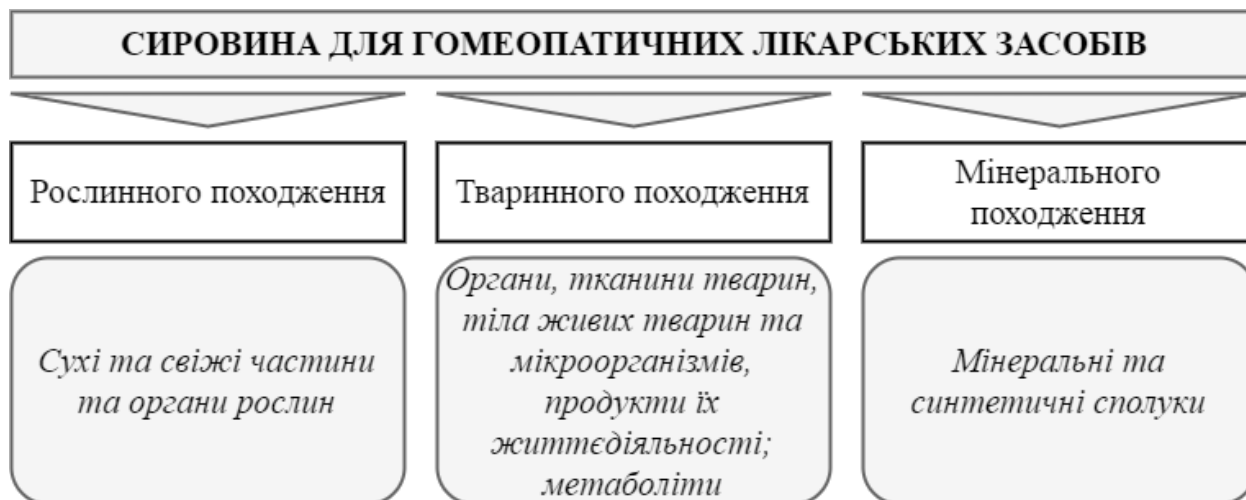 СИРОВИНА ДЛЯ ГОМЕОПАТИЧНИХ ЛІКАРСЬКИХ ЗАСОБІВ
Рослинного походження
Тваринного походження
Мінерального
походження
Сухі та свіжі частини
та органи рослин
Органи, тканини тварин,
тіла живих тварин та
мікроорганізмів,
продукти їх
життєдіяльності;
метаболіти
Мінеральні та
синтетичні сполуки